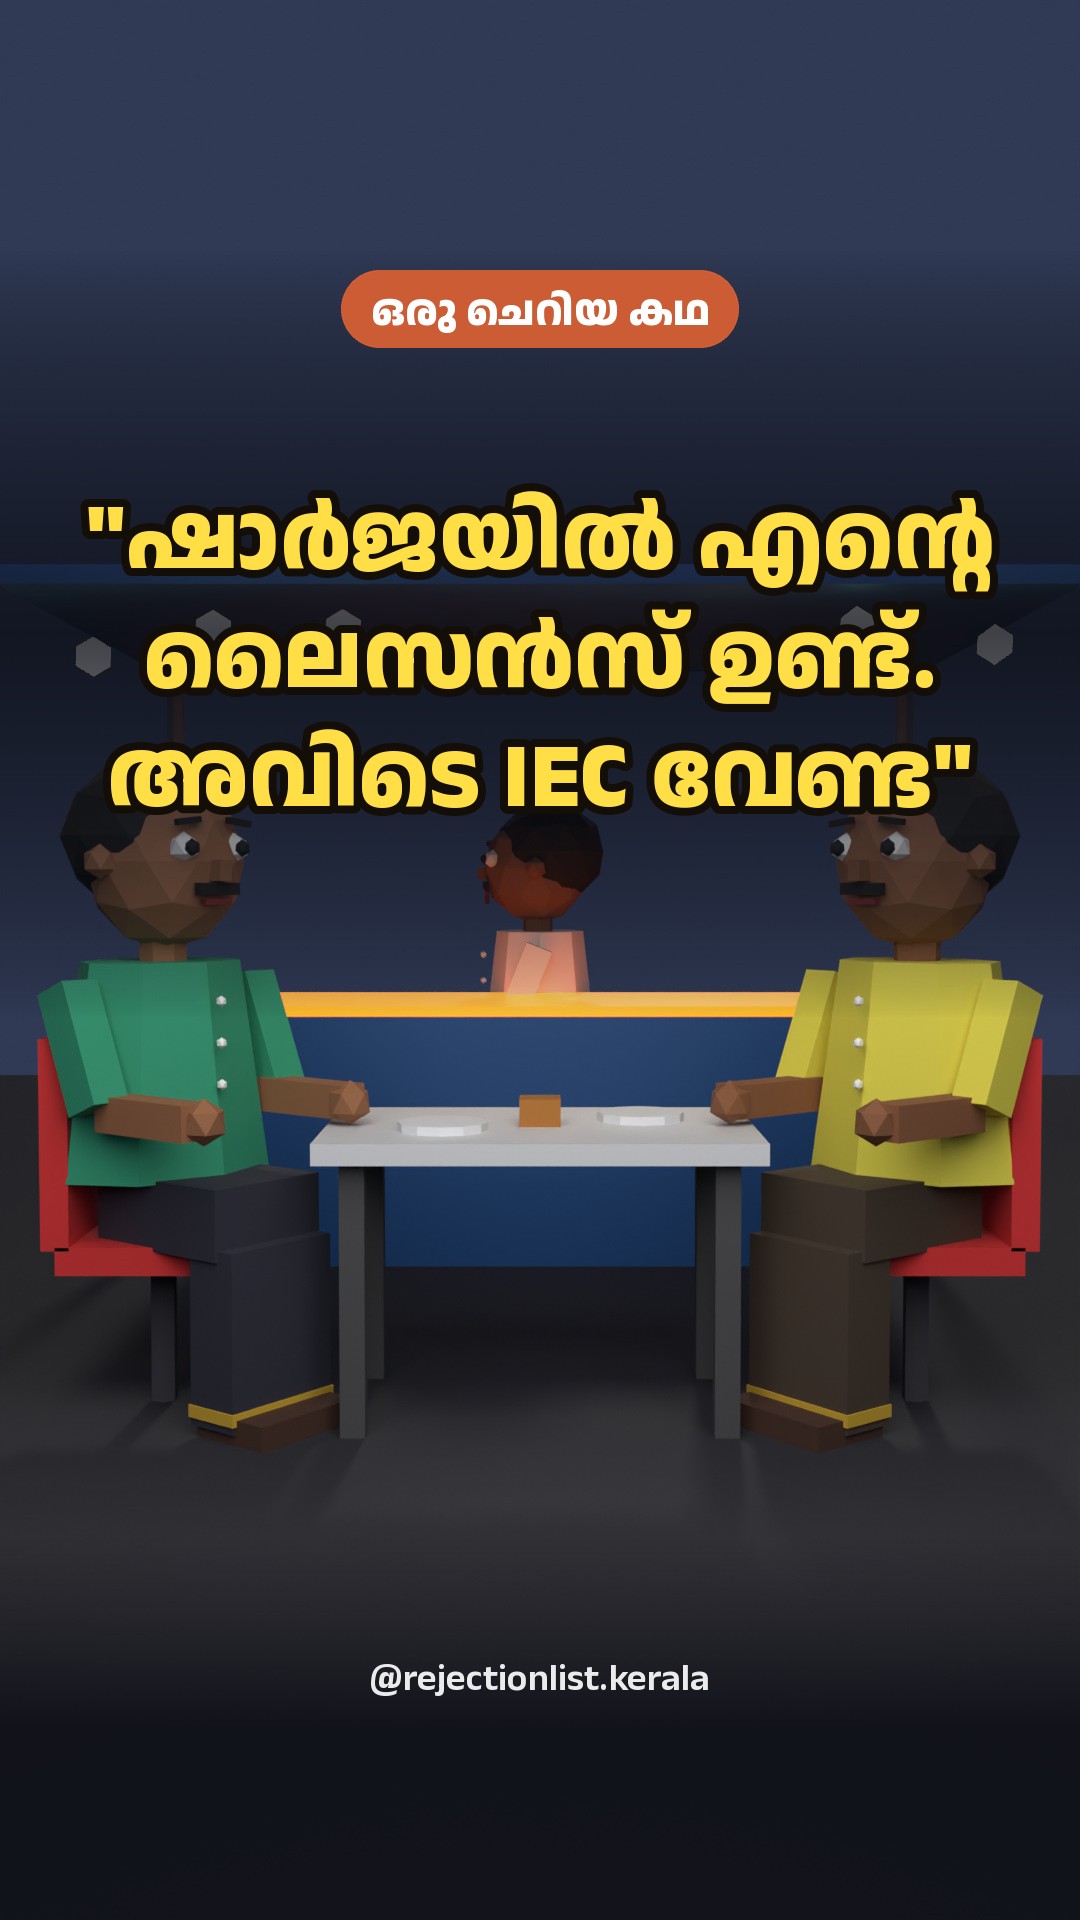 ഒരു ചെറിയ കഥ
"ഷാർജയിൽ എന്റെ
ലൈസൻസ് ഉണ്ട്.
അവിടെ IEC വേണ്ട"
@rejectionlist.kerala